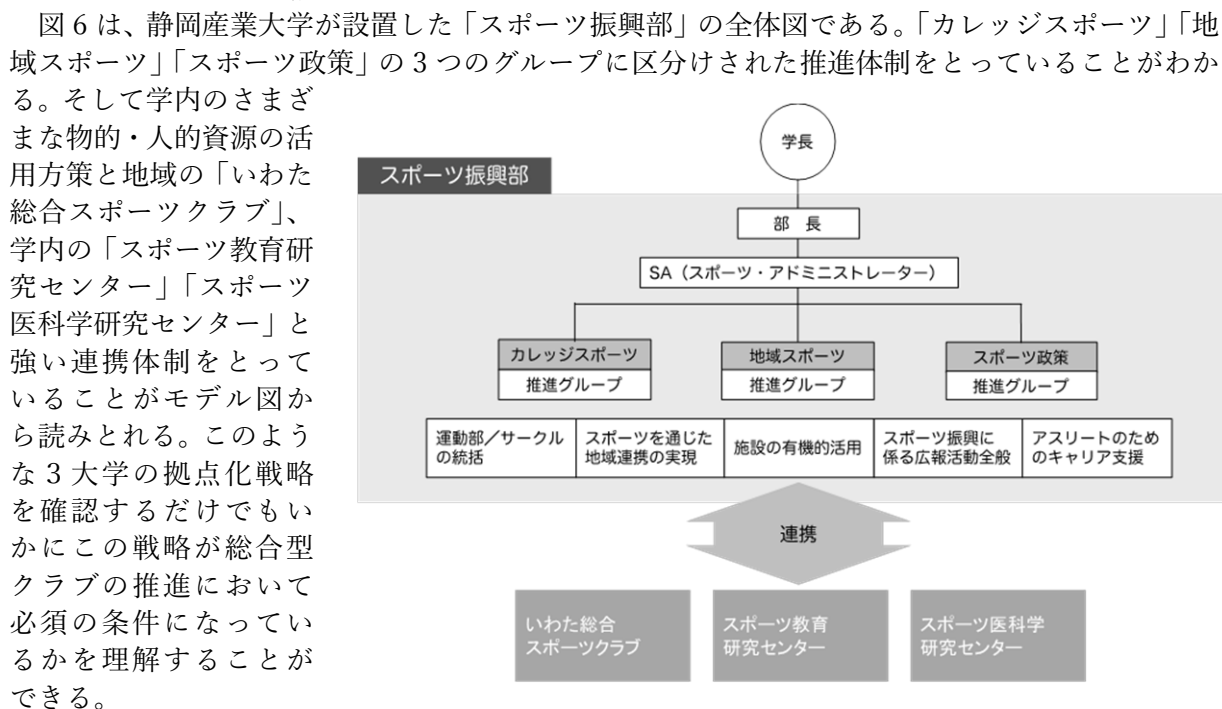 図6は、静岡産業大学が設置した「スポーツ振興部」の全体図である。「カレッジスポーツ」「地
域スポーツ」「スポーツ政策」の3つのグループに区分けされた推進体制をとっていることがわか
る。そして学内のさまざ
まな物的・人的資源の活
用方策と地域の「いわた
総合スポーツクラブ」、
学内の「スポーツ教育研
究センター」「スポーツ
医科学研究センター」と
強い連携体制をとって
いることがモデル図か
ら読みとれる。このよう
な3大学の拠点化戦略
を確認するだけでもい
かにこの戦略が総合型
クラブの推進において
必須の条件になってい
るかを理解することが
できる。
学長
スポーツ振興部
部 長
SA(スポーツ・アドミニストレーター)
カレッジスポーツ
推進グループ
地域スポーツ
推進グループ
スポーツ政策
推進グループ
運動部/サークル
の統括
スポーツを通じた
地域連携の実現
施設の有機的活用
スポーツ振興に
係る広報活動全般
アスリートのため
のキャリア支援
連携
いわた総合
スポーツクラブ
スポーツ教育
研究センター
スポーツ医科学
研究センター